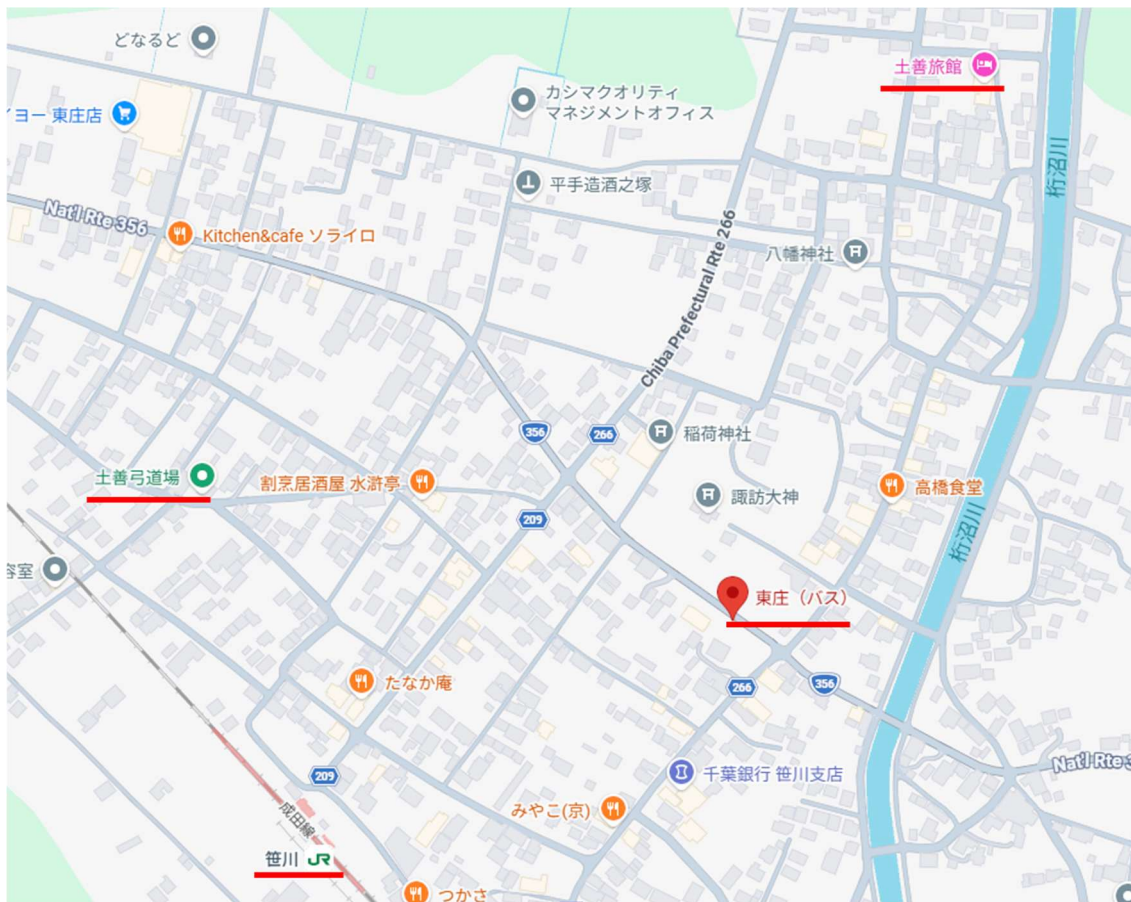 どなるど
土善旅館
カシマクオリティ
マネジメントオフィス
イヨー 東庄店
桁沼川
平手造酒之塚
Nat'l Rte 356
Kitchen&cafe ソライロ
Chiba Prefectural Rte 266
八幡神社
356
266
稲荷神社
土善弓道場
割烹居酒屋 水滸亭
高橋食堂
諏訪大神
209
桁沼川
容室
東庄（バス）
たなか庵
266
356
209
千葉銀行 笹川支店
Nat'l Rte 3
みやこ(京)
成田線
笹川 JR
つかさ